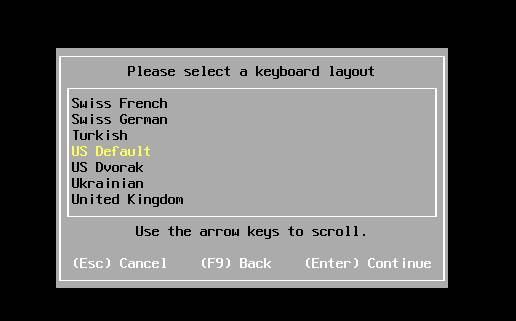 Please select a keyboard layout
Swiss French
Swiss German
Turkish
US Default
US Dvorak
Ukrainian
United Kingdom
Use the arrow keys to scroll.
(Esc) Cancel (F9) Back (Enter) Continue